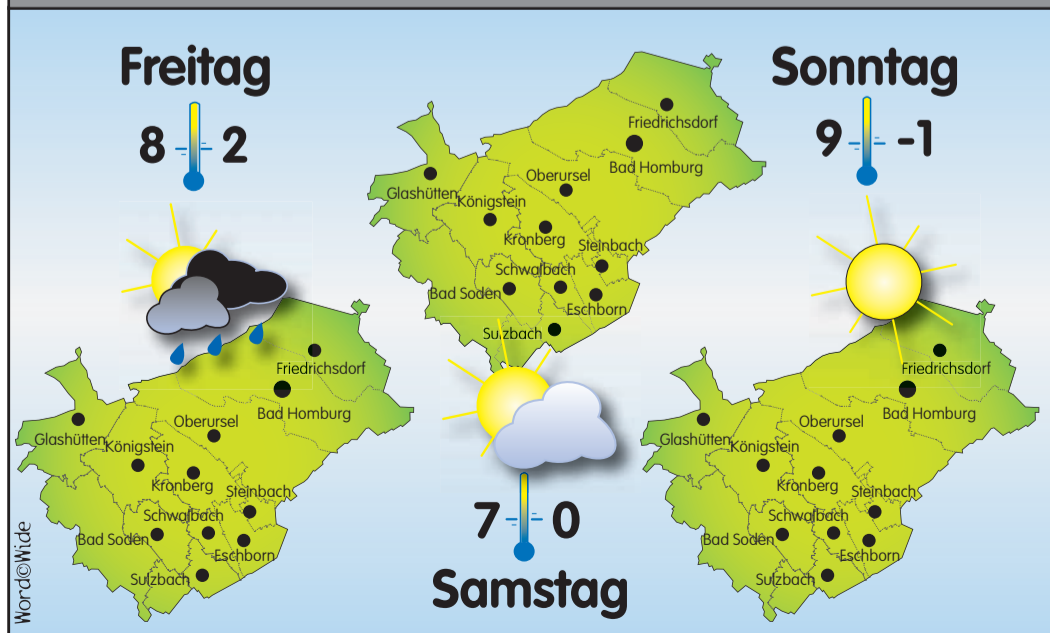 Freitag
8 2
Glashütten
Königstein
Oberursel
Friedrichsdorf
Bad Homburg
Kronberg
Steinbach
Schwalbach
Bad Soden
Eschborn
Sulzbach
Friedrichsdorf
Bad Homburg
Oberursel
Glashütten
Königstein
Kronberg
Steinbach
Schwalbach
Bad Soden
Eschborn
Sulzbach
7 0
Samstag
Sonntag
9 -1
Friedrichsdorf
Bad Homburg
Oberursel
Glashütten
Königstein
Kronberg
Steinbach
Schwalbach
Bad Soden
Eschborn
Sulzbach
Word©Wide